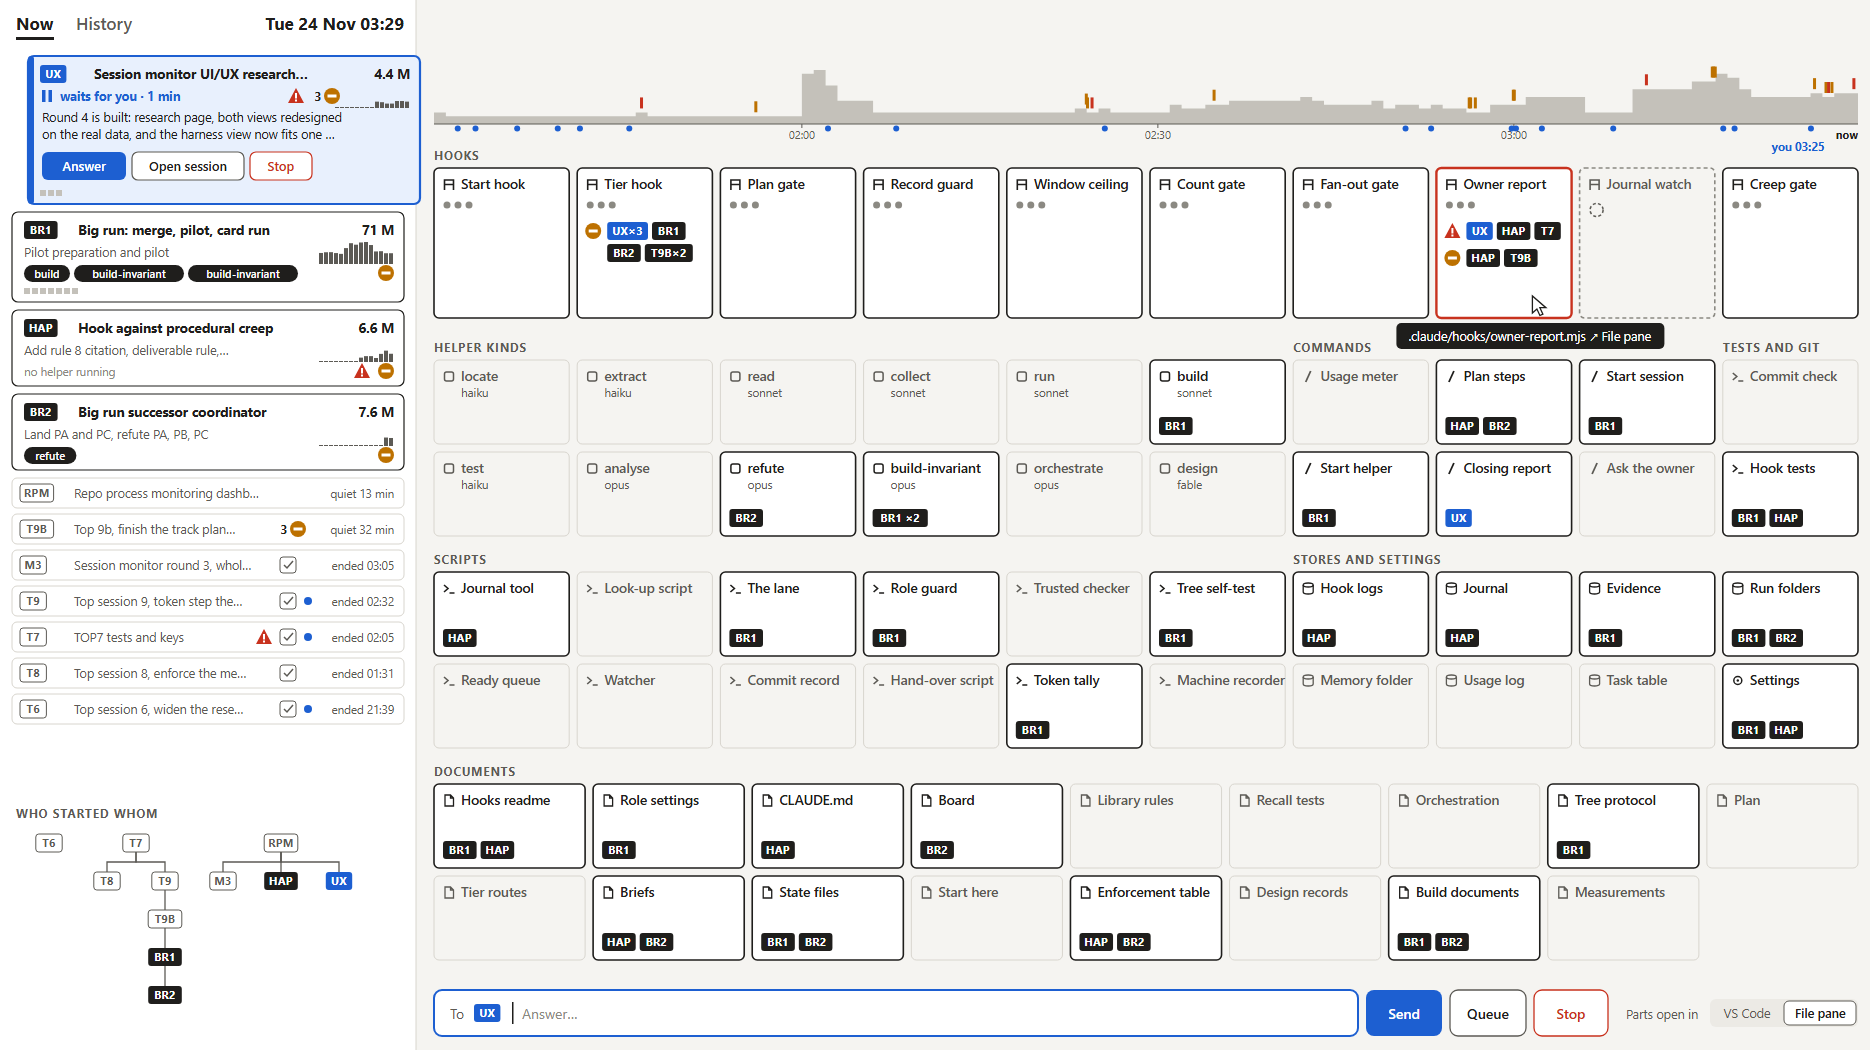 Now History Tue 24 Nov 03:29
UX Session monitor UI/UX research... 4.4 M
waits for you · 1 min 3
Round 4 is built: research page, both views redesigned
on the real data, and the harness view now fits one ...
Answer Open session Stop
BR1 Big run: merge, pilot, card run 71 M
Pilot preparation and pilot
build build-invariant build-invariant
HAP Hook against procedural creep 6.6 M
Add rule 8 citation, deliverable rule,...
no helper running
BR2 Big run successor coordinator 7.6 M
Land PA and PC, refute PA, PB, PC
refute
RPM Repo process monitoring dashb... quiet 13 min
T9B Top 9b, finish the track plan... 3 quiet 32 min
M3 Session monitor round 3, whol... ended 03:05
T9 Top session 9, token step the... ended 02:32
T7 TOP7 tests and keys ended 02:05
T8 Top session 8, enforce the me... ended 01:31
T6 Top session 6, widen the rese... ended 21:39
WHO STARTED WHOM
T6 T7 RPM
T8 T9 M3 HAP UX
T9B
BR1
BR2
02:00 02:30 03:00 now
you 03:25
HOOKS
Start hook Tier hook Plan gate Record guard Window ceiling Count gate Fan-out gate Owner report Journal watch Creep gate
UX×3 BR1 UX HAP T7
BR2 T9B×2 HAP T9B
.claude/hooks/owner-report.mjs ↗ File pane
HELPER KINDS COMMANDS TESTS AND GIT
locate extract read collect run build / Usage meter / Plan steps / Start session >_ Commit check
haiku haiku sonnet sonnet sonnet sonnet
BR1 HAP BR2 BR1
test analyse refute build-invariant orchestrate design / Start helper / Closing report / Ask the owner >_ Hook tests
haiku opus opus opus opus fable
BR2 BR1 ×2 BR1 UX BR1 HAP
SCRIPTS STORES AND SETTINGS
>_ Journal tool >_ Look-up script >_ The lane >_ Role guard >_ Trusted checker >_ Tree self-test Hook logs Journal Evidence Run folders
HAP BR1 BR1 BR1 HAP HAP BR1 BR1 BR2
>_ Ready queue >_ Watcher >_ Commit record >_ Hand-over script >_ Token tally >_ Machine recorder Memory folder Usage log Task table Settings
BR1 BR1 HAP
DOCUMENTS
Hooks readme Role settings CLAUDE.md Board Library rules Recall tests Orchestration Tree protocol Plan
BR1 HAP BR1 HAP BR2 BR1
Tier routes Briefs State files Start here Enforcement table Design records Build documents Measurements
HAP BR2 BR1 BR2 HAP BR2 BR1 BR2
To UX Answer... Send Queue Stop Parts open in VS Code File pane